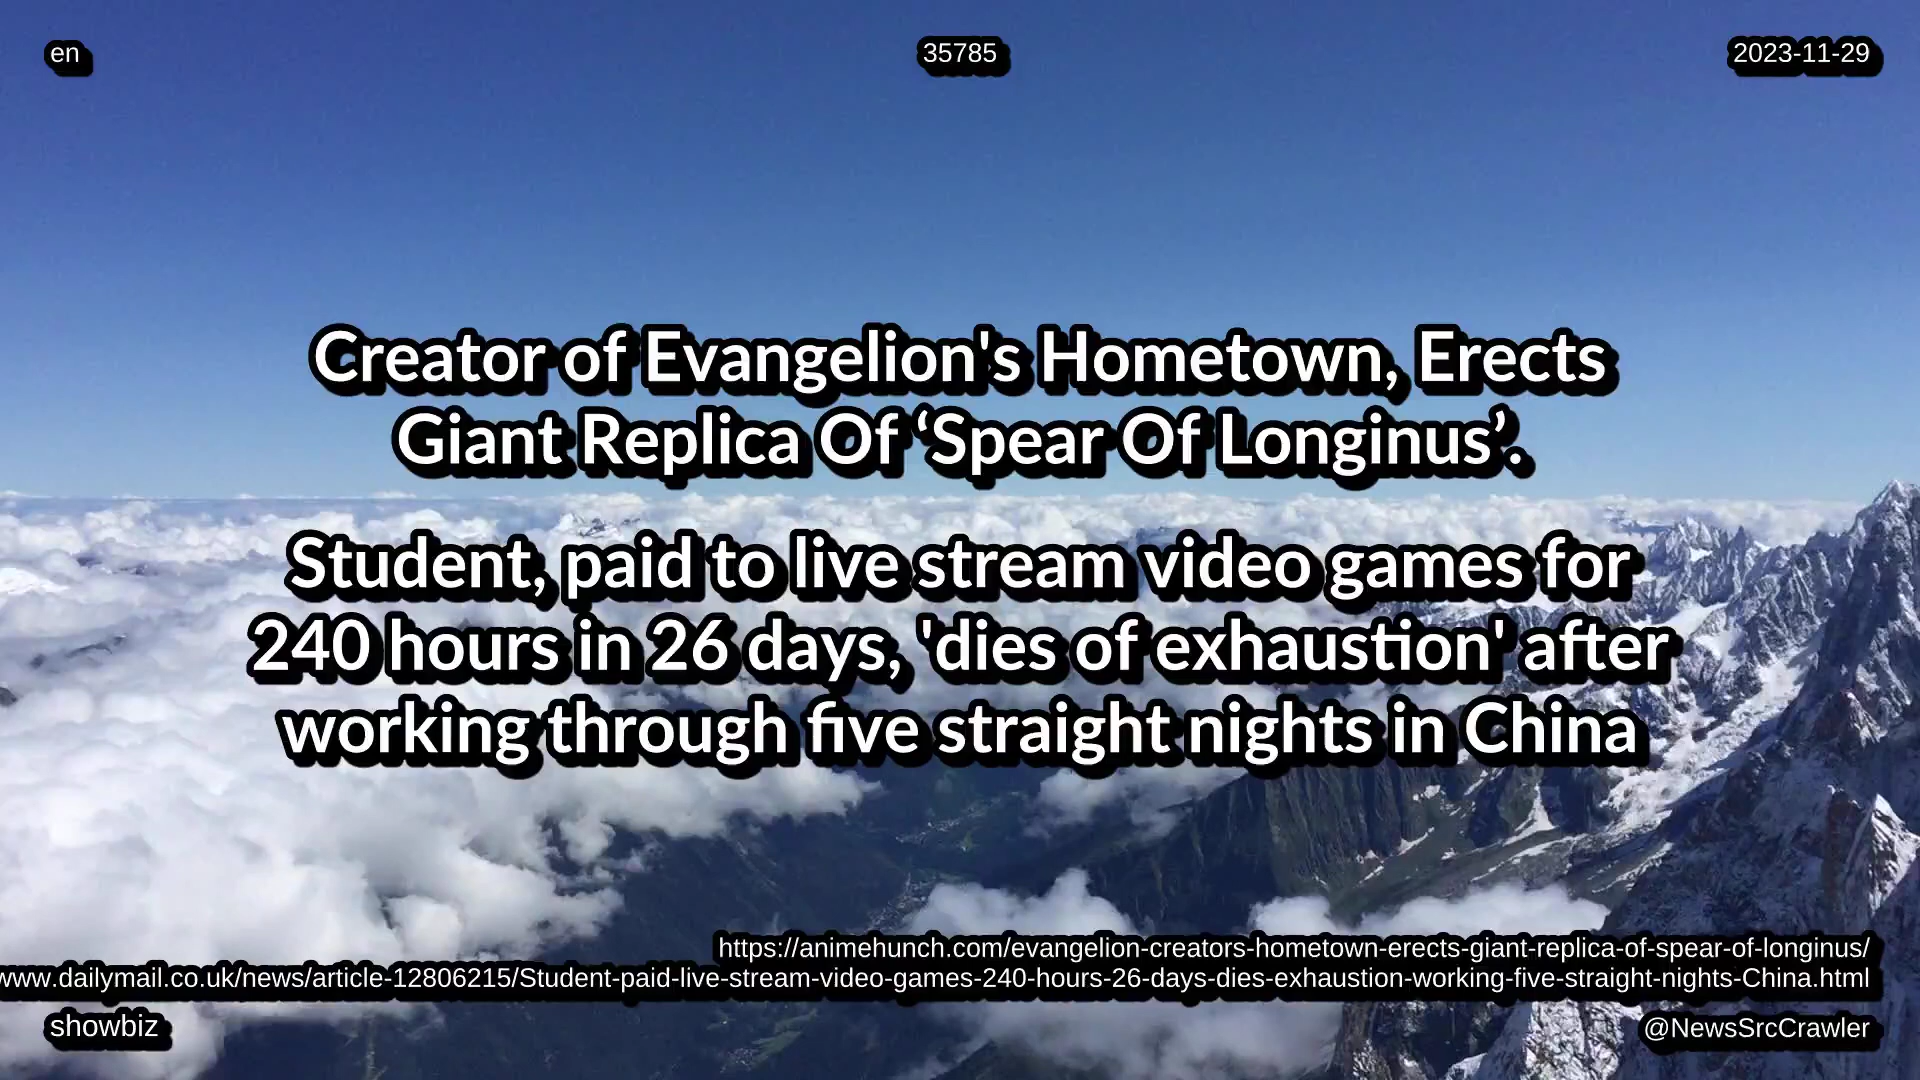 en
35785
2023-11-29
Creator of Evangelion's Hometown, Erects
Giant Replica Of ‘Spear Of Longinus’.
Student, paid to live stream video games for
240 hours in 26 days, 'dies of exhaustion' after
working through five straight nights in China
https://animehunch.com/evangelion-creators-hometown-erects-giant-replica-of-spear-of-longinus/
www.dailymail.co.uk/news/article-12806215/Student-paid-live-stream-video-games-240-hours-26-days-dies-exhaustion-working-five-straight-nights-China.html
showbiz
@NewsSrcCrawler